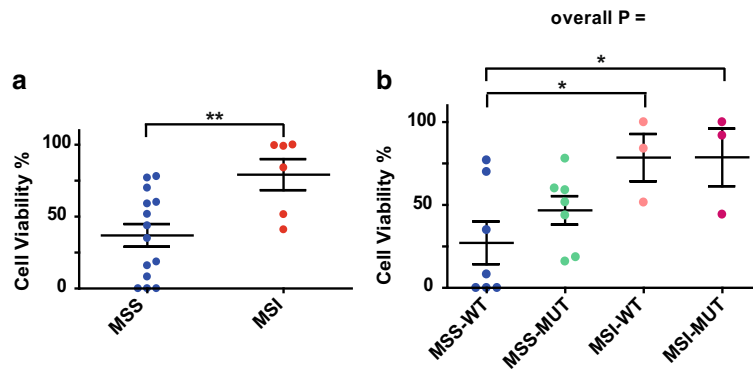 overall P =
a
b
**
*
*
Cell Viability %
100
50
0
MSS
MSI
Cell Viability %
100
50
0
MSS-WT
MSS-MUT
MSI-WT
MSI-MUT